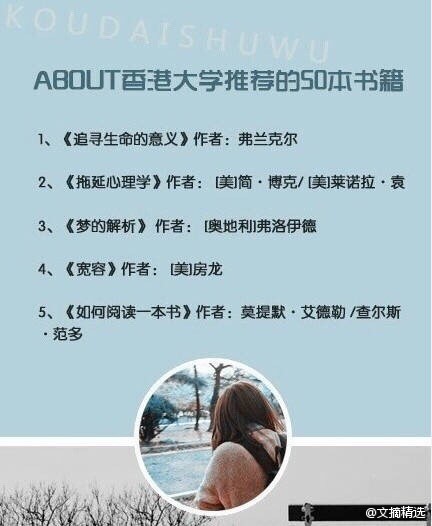 KOUDAISHUWU
ABOUT香港大学推荐的50本书籍
1、《追寻生命的意义》作者：弗兰克尔
2、《拖延心理学》作者： [美]简·博克/ [美]莱诺拉·袁
3、《梦的解析》 作者： [奥地利]弗洛伊德
4、《宽容》作者： [美]房龙
5、《如何阅读一本书》作者：莫提默·艾德勒 /查尔斯
·范多
@文摘精选